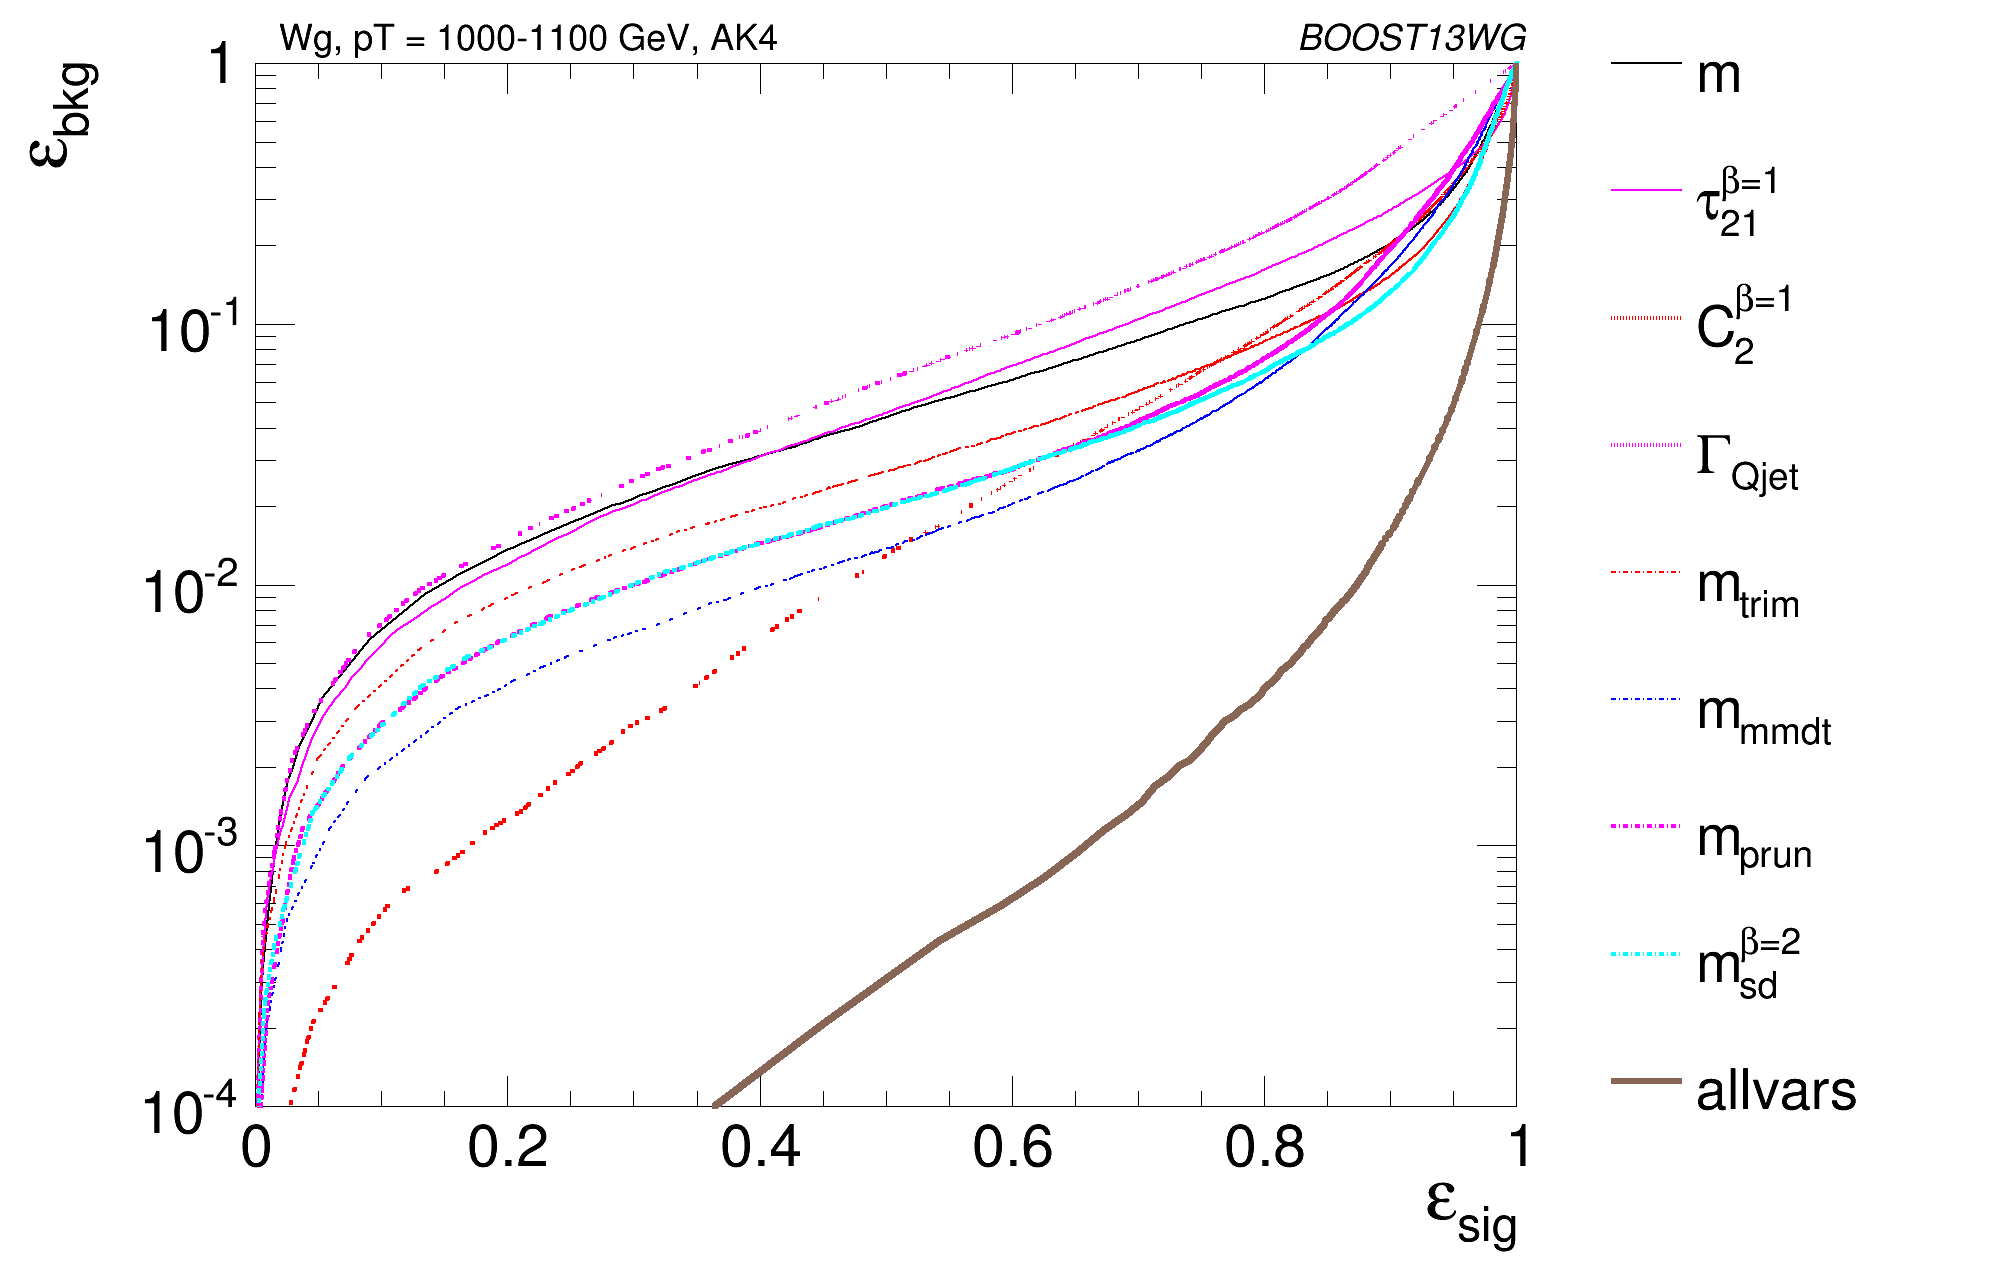 Wg, pT = 1000-1100 GeV, AK4 BOOST13WG
ε_bkg
1
10^-1
10^-2
10^-3
10^-4
0 0.2 0.4 0.6 0.8 1
ε_sig
m
τ_21^β=1
C_2^β=1
Γ_Qjet
m_trim
m_mmdt
m_prun
m_sd^β=2
allvars